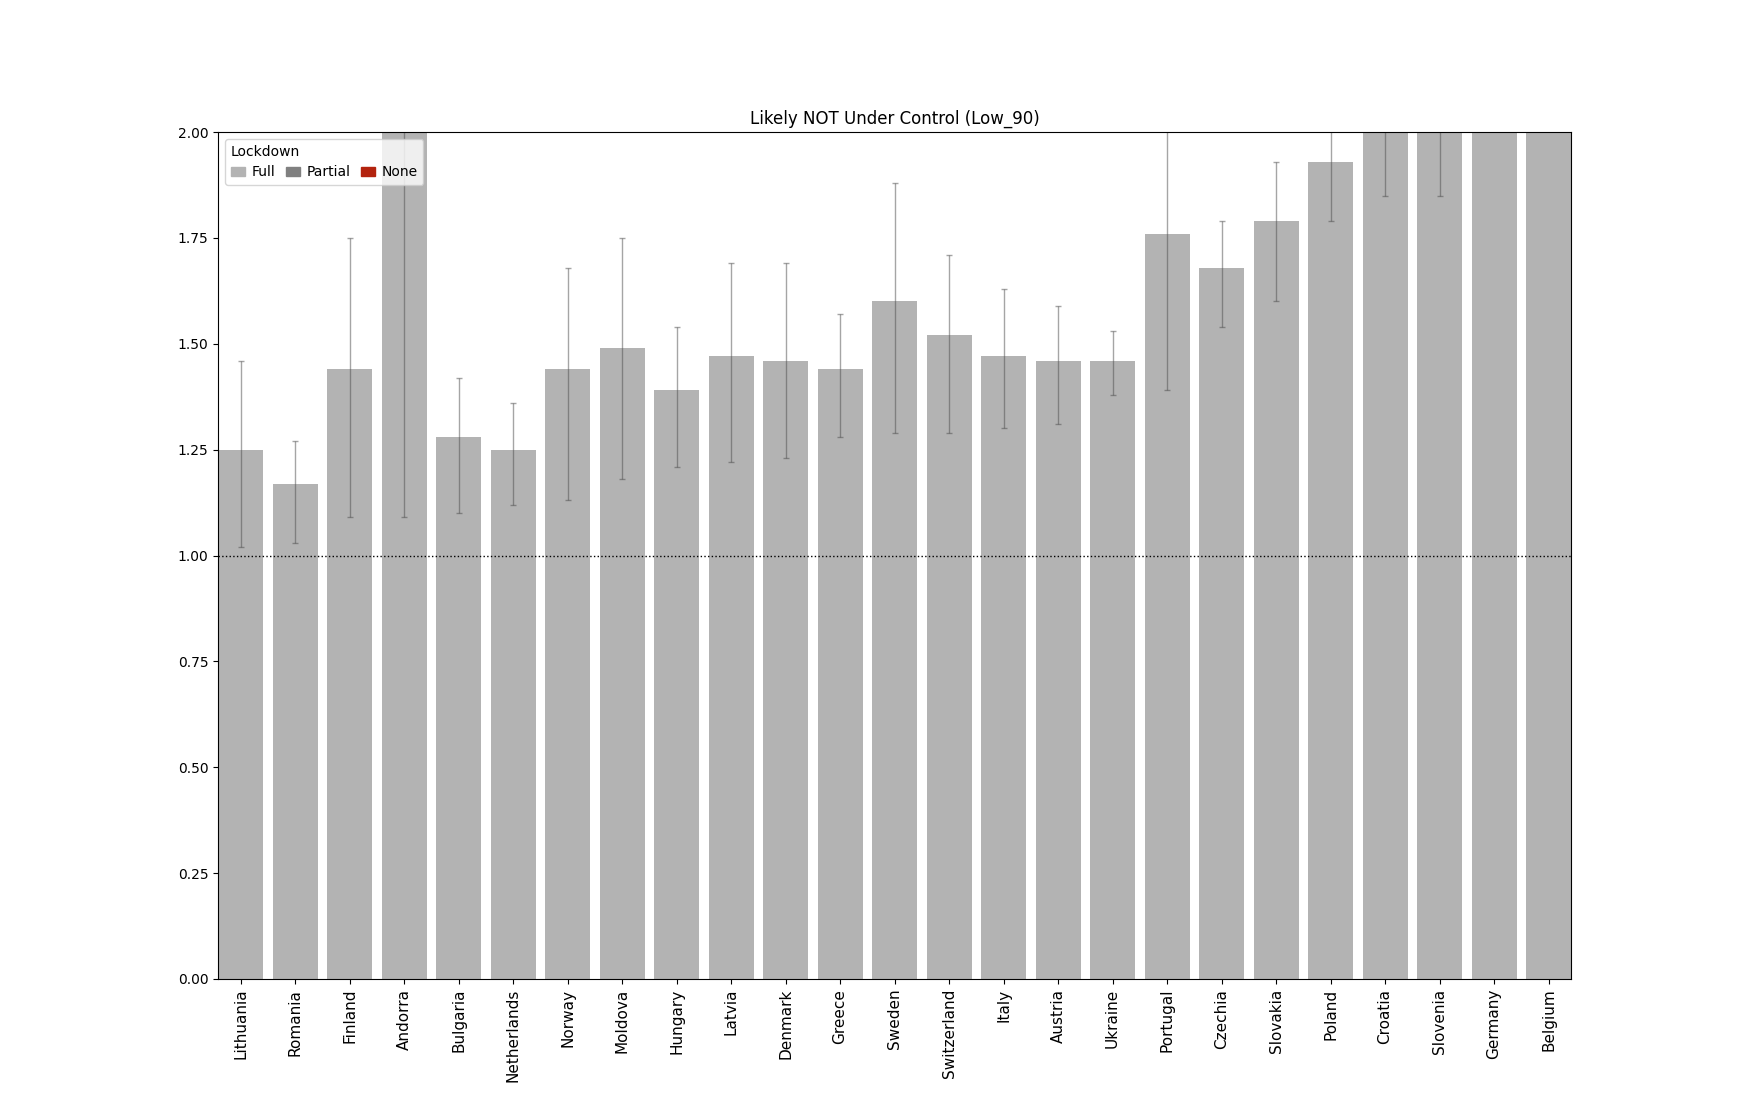 Likely NOT Under Control (Low_90)
2.00
Lockdown
Full Partial None
1.75
1.50
1.25
1.00
0.75
0.50
0.25
0.00
Lithuania
Romania
Finland
Andorra
Bulgaria
Netherlands
Norway
Moldova
Hungary
Latvia
Denmark
Greece
Sweden
Switzerland
Italy
Austria
Ukraine
Portugal
Czechia
Slovakia
Poland
Croatia
Slovenia
Germany
Belgium